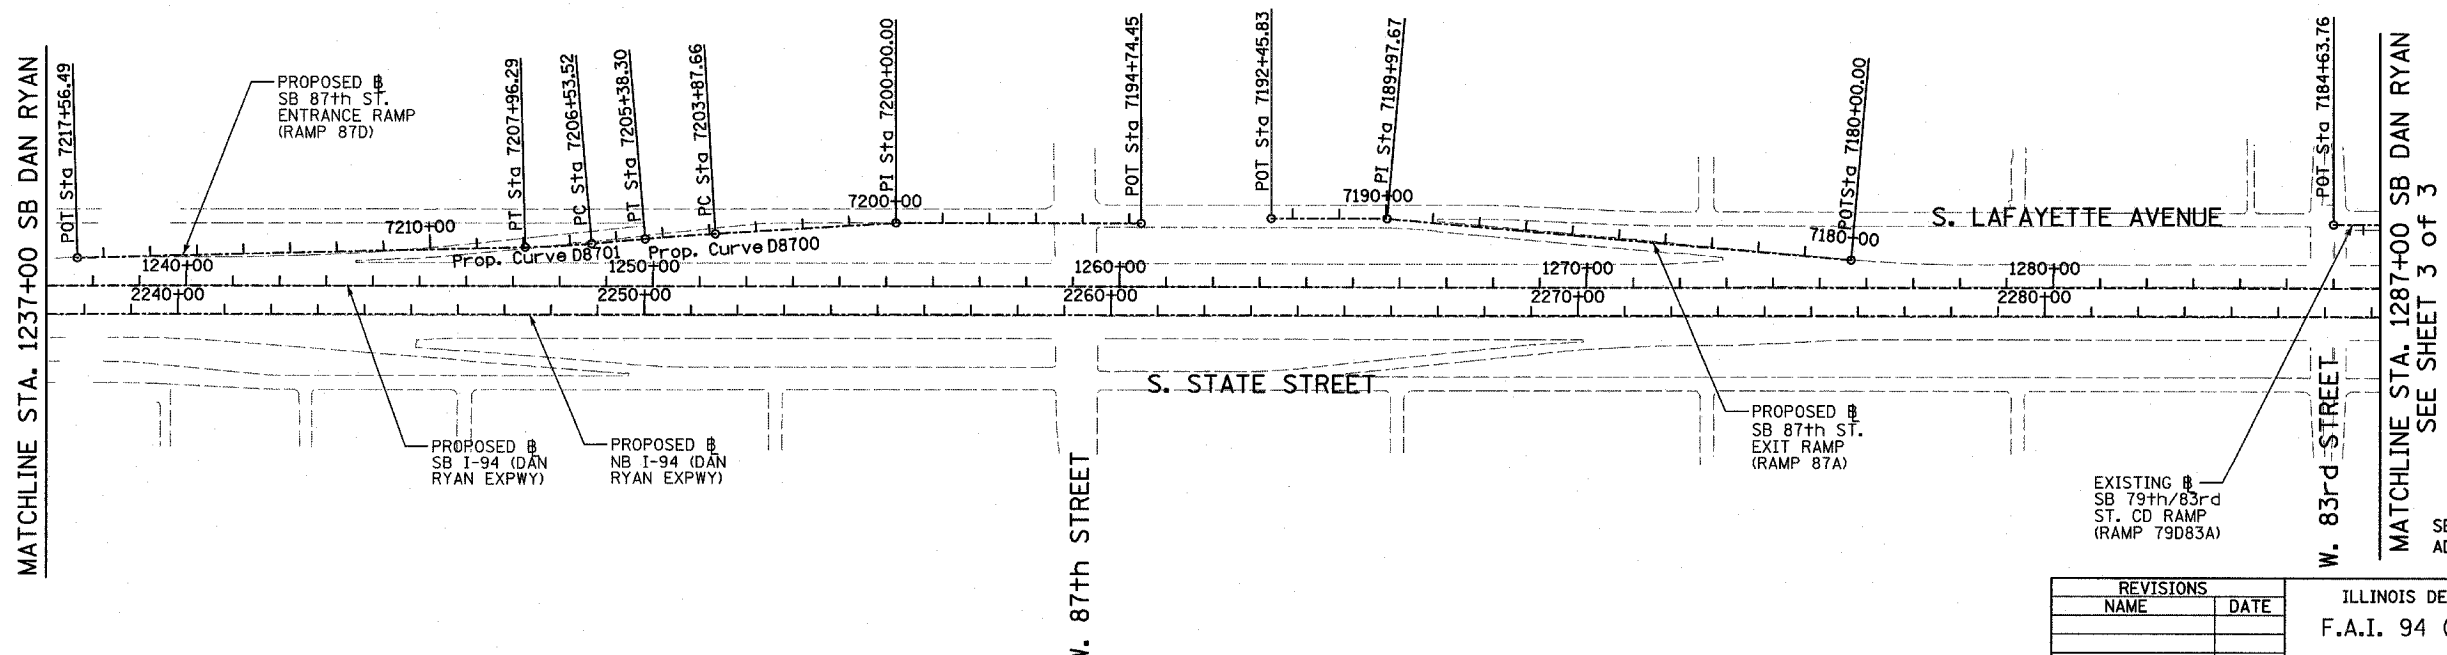 MATCHLINE STA. 1237+00 SB DAN RYAN
POT Sta 7217+56.49
PROPOSED ℄
SB 87th ST.
ENTRANCE RAMP
(RAMP 87D)
PT Sta 7207+96.29
PC Sta 7206+53.52
PT Sta 7205+38.30
PC Sta 7203+87.66
PI Sta 7200+00.00
POT Sta 7194+74.45
POT Sta 7192+45.83
PI Sta 7189+97.67
POTSta 7180+00.00
POT Sta 7184+63.76
7210+00
7200+00
7190+00
7180+00
S. LAFAYETTE AVENUE
Prop. Curve D8701
Prop. Curve D8700
1240+00
1250+00
1260+00
1270+00
1280+00
2240+00
2250+00
2260+00
2270+00
2280+00
S. STATE STREET
PROPOSED
SB I-94 (DAN
RYAN EXPWY)
PROPOSED
NB I-94 (DAN
RYAN EXPWY)
W. 87th STREET
PROPOSED
SB 87th ST.
EXIT RAMP
(RAMP 87A)
EXISTING
SB 79th/83rd
ST. CD RAMP
(RAMP 79D83A)
W. 83rd STREET
MATCHLINE STA. 1287+00 SB DAN RYAN
SEE SHEET 3 of 3
SE
AD
REVISIONS
NAME
DATE
ILLINOIS DE
F.A.I. 94 (